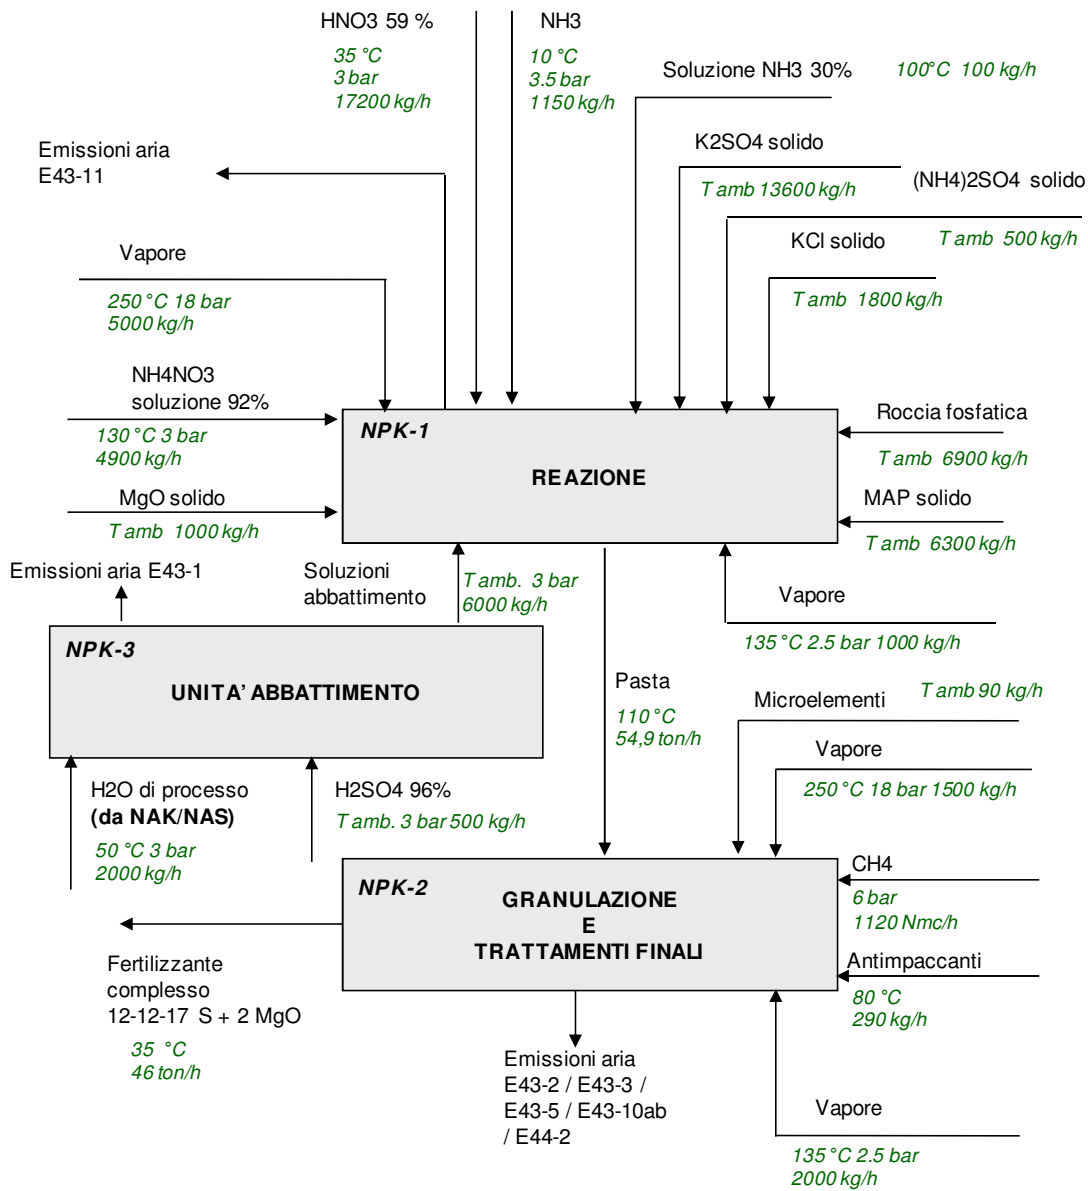 HNO3 59 %
35 °C
3 bar
17200 kg/h
NH3
10 °C
3.5 bar
1150 kg/h
Soluzione NH3 30%
100°C 100 kg/h
K2SO4 solido
T amb 13600 kg/h
(NH4)2SO4 solido
T amb 500 kg/h
KCl solido
T amb 1800 kg/h
Emissioni aria
E43-11
Vapore
250 °C 18 bar
5000 kg/h
NH4NO3
soluzione 92%
130 °C 3 bar
4900 kg/h
MgO solido
T amb 1000 kg/h
NPK-1
REAZIONE
Roccia fosfatica
T amb 6900 kg/h
MAP solido
T amb 6300 kg/h
Emissioni aria E43-1
Soluzioni
abbattimento
T amb. 3 bar
6000 kg/h
Vapore
135 °C 2.5 bar 1000 kg/h
NPK-3
UNITA' ABBATTIMENTO
Pasta
110 °C
54,9 ton/h
Microelementi
T amb 90 kg/h
Vapore
250 °C 18 bar 1500 kg/h
H2O di processo
(da NAK/NAS)
50 °C 3 bar
2000 kg/h
H2SO4 96%
T amb. 3 bar 500 kg/h
NPK-2
GRANULAZIONE
E
TRATTAMENTI FINALI
CH4
6 bar
1120 Nmc/h
Antimpaccanti
80 °C
290 kg/h
Fertilizzante
complesso
12-12-17 S + 2 MgO
35 °C
46 ton/h
Emissioni aria
E43-2 / E43-3 /
E43-5 / E43-10ab
/ E44-2
Vapore
135 °C 2.5 bar
2000 kg/h